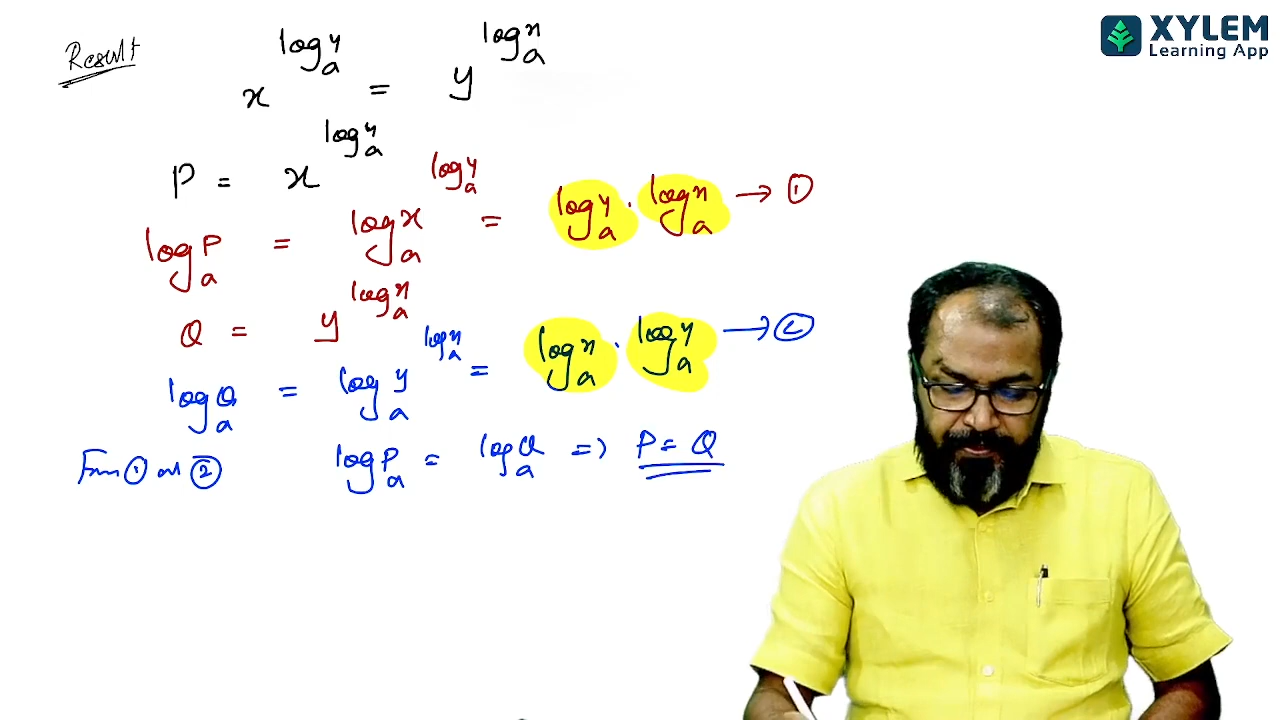 XYLEM
Learning App
Result
x^{log_a y} = y^{log_a x}
P = x^{log_a y}
log_a P = log_a x^{log_a y} = log_a y . log_a x → ①
Q = y^{log_a x}
log_a Q = log_a y^{log_a x} = log_a x . log_a y → ②
From ① and ② log_a P = log_a Q => P = Q